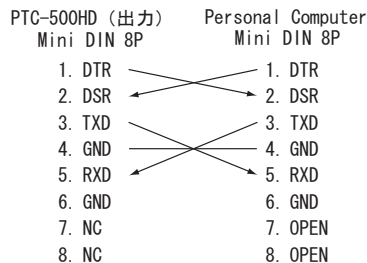 PTC-500HD (出力) Personal Computer
Mini DIN 8P Mini DIN 8P
1. DTR 1. DTR
2. DSR 2. DSR
3. TXD 3. TXD
4. GND 4. GND
5. RXD 5. RXD
6. GND 6. GND
7. NC 7. OPEN
8. NC 8. OPEN